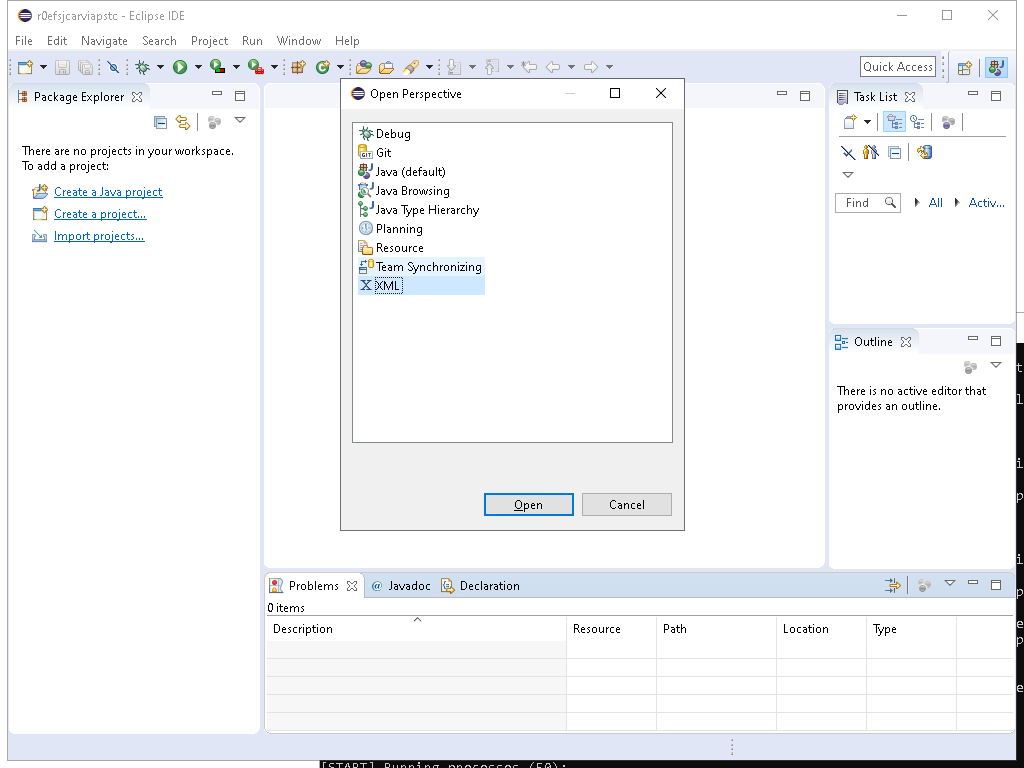 r0efsjcarviapstc - Eclipse IDE
File Edit Navigate Search Project Run Window Help
Quick Access
Package Explorer
There are no projects in your workspace.
To add a project:
Create a Java project
Create a project...
Import projects...
Open Perspective
Debug
Git
Java (default)
Java Browsing
Java Type Hierarchy
Planning
Resource
Team Synchronizing
XML
Open Cancel
Task List
Find All Activ...
Outline
There is no active editor that
provides an outline.
Problems @ Javadoc Declaration
0 items
Description Resource Path Location Type
[START] Running processes (50):